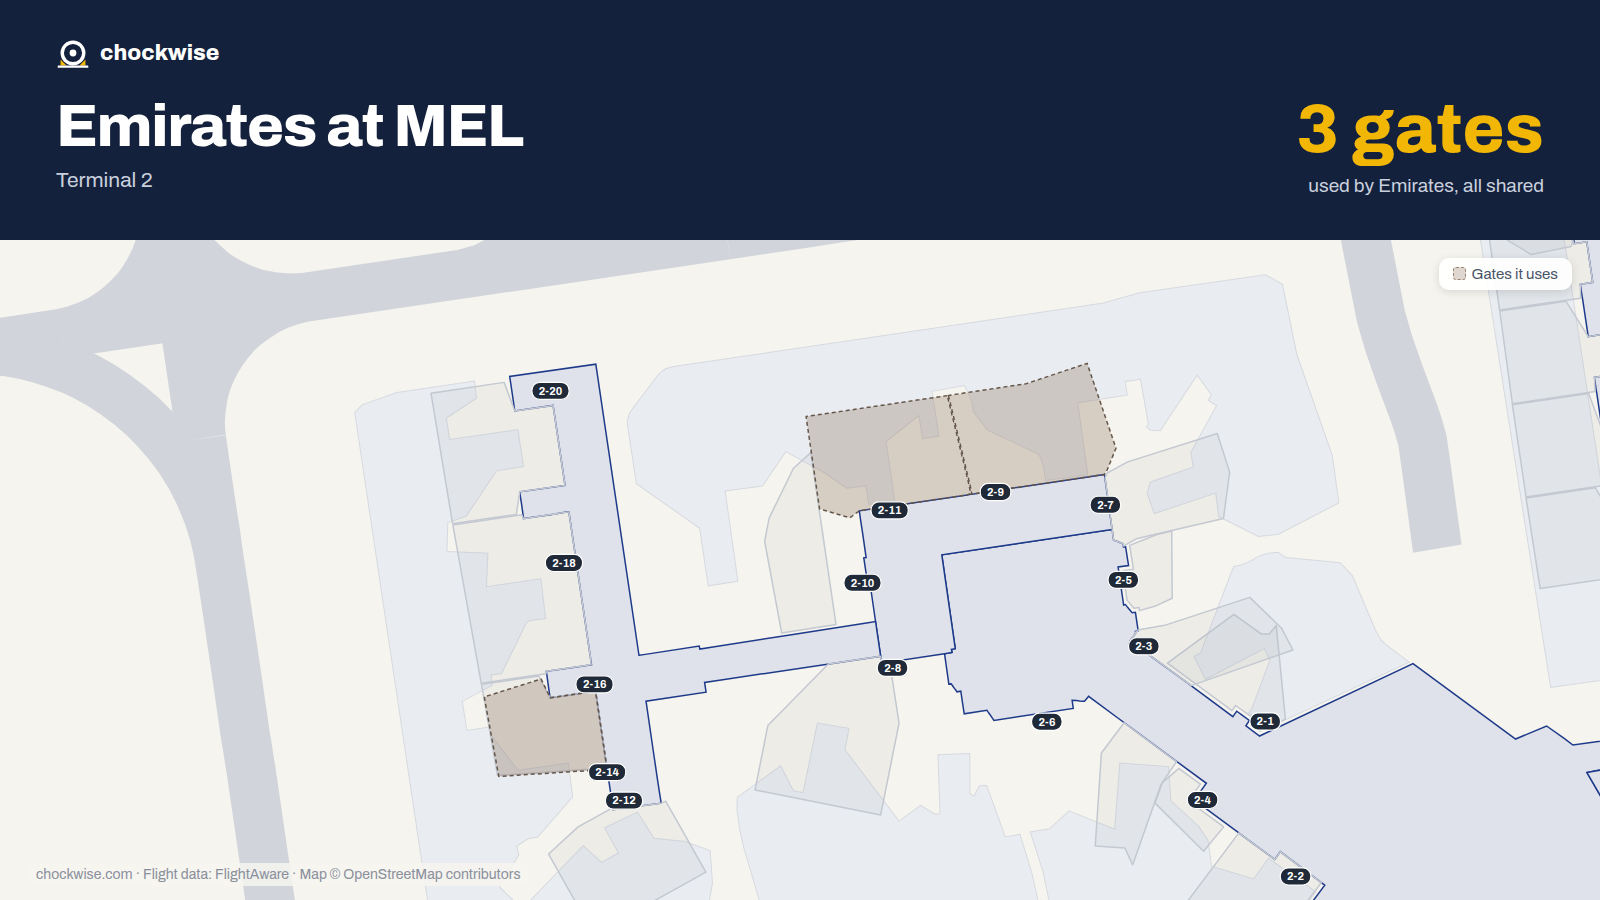 chockwise
Emirates at MEL
Terminal 2
3 gates
used by Emirates, all shared
Gates it uses
2-20
2-9
2-7
2-11
2-18
2-5
2-10
2-3
2-8
2-16
2-1
2-6
2-14
2-12
2-4
2-2
chockwise.com · Flight data: FlightAware · Map © OpenStreetMap contributors